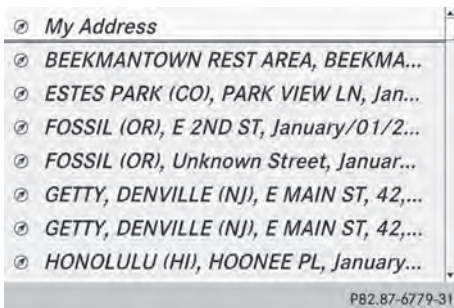 My Address
BEEKMANTOWN REST AREA, BEEKMA...
ESTES PARK (CO), PARK VIEW LN, Jan...
FOSSIL (OR), E 2ND ST, January/01/2...
FOSSIL (OR), Unknown Street, Januar...
GETTY, DENVILLE (NJ), E MAIN ST, 42,...
GETTY, DENVILLE (NJ), E MAIN ST, 42,...
HONOLULU (HI), HOONEE PL, January...
P82.87-6779-31